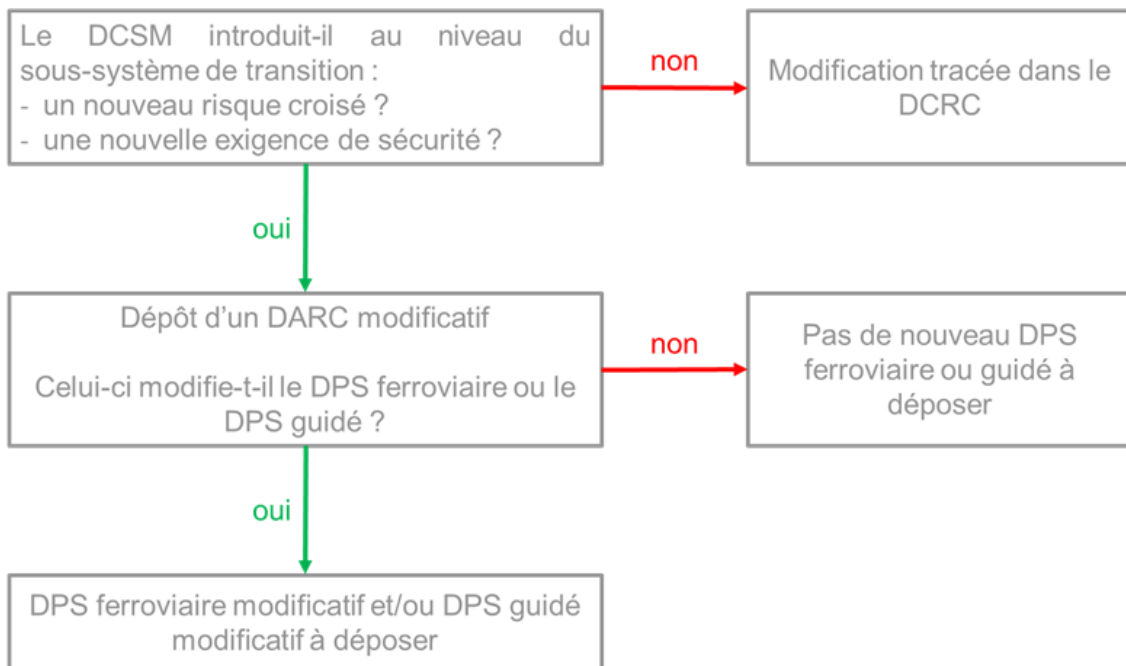 Le DCSM introduit-il au niveau du
sous-système de transition :
- un nouveau risque croisé ?
- une nouvelle exigence de sécurité ?
non
Modification tracée dans le
DCRC
oui
Dépôt d'un DARC modificatif
Celui-ci modifie-t-il le DPS ferroviaire ou le
DPS guidé ?
non
Pas de nouveau DPS
ferroviaire ou guidé à
déposer
oui
DPS ferroviaire modificatif et/ou DPS guidé
modificatif à déposer